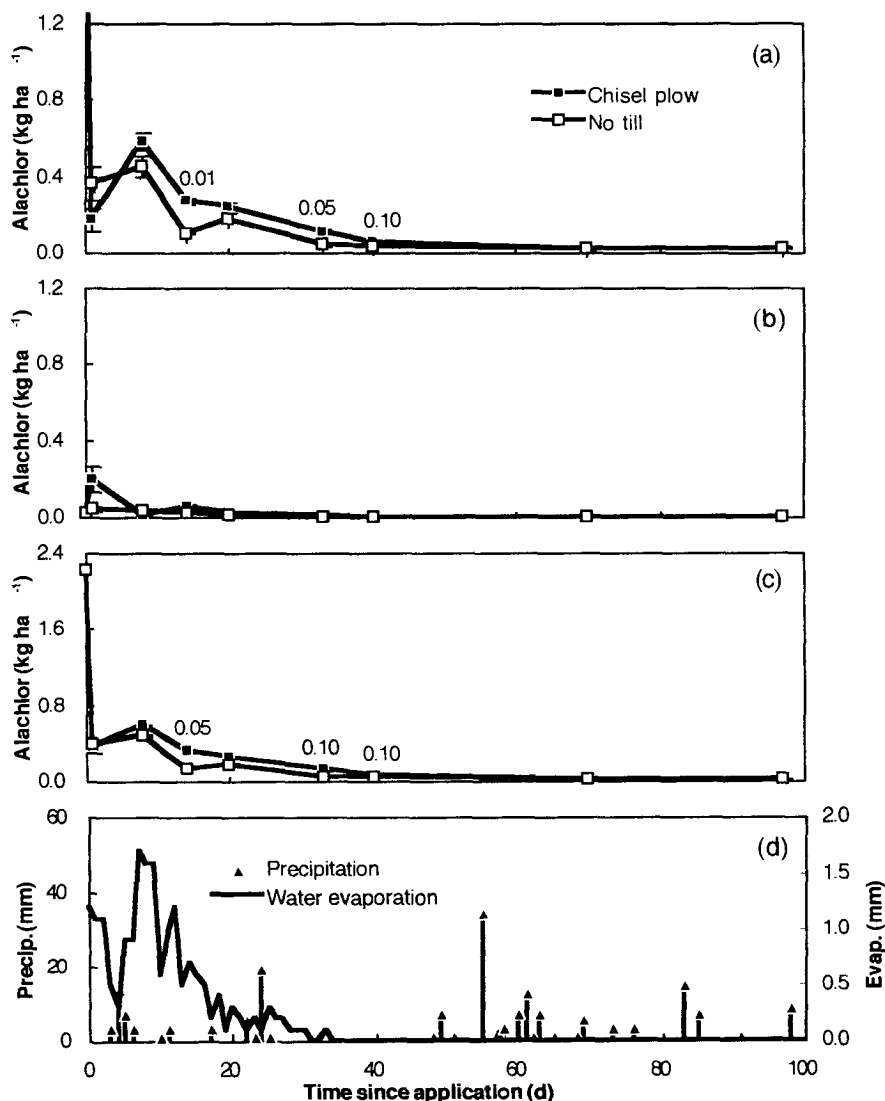 1.2
(a)
Chisel plow
No till
0.8
0.4
0.0
Alachlor (kg ha -1)
0.01
0.05
0.10
1.2
(b)
0.8
0.4
0.0
Alachlor (kg ha -1)
2.4
(c)
1.8
1.2
0.6
0.0
Alachlor (kg ha -1)
0.05
0.10
0.10
60
40
20
0
Precip. (mm)
(d)
Precipitation
Water evaporation
2.0
1.5
1.0
0.5
0.0
Evap. (mm)
0 20 40 60 80 100
Time since application (d)